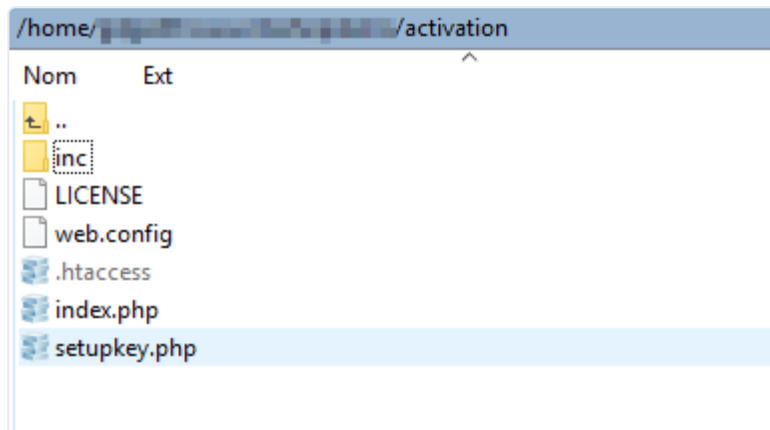 /home/ /activation
Nom Ext
..
inc
LICENSE
web.config
.htaccess
index.php
setupkey.php